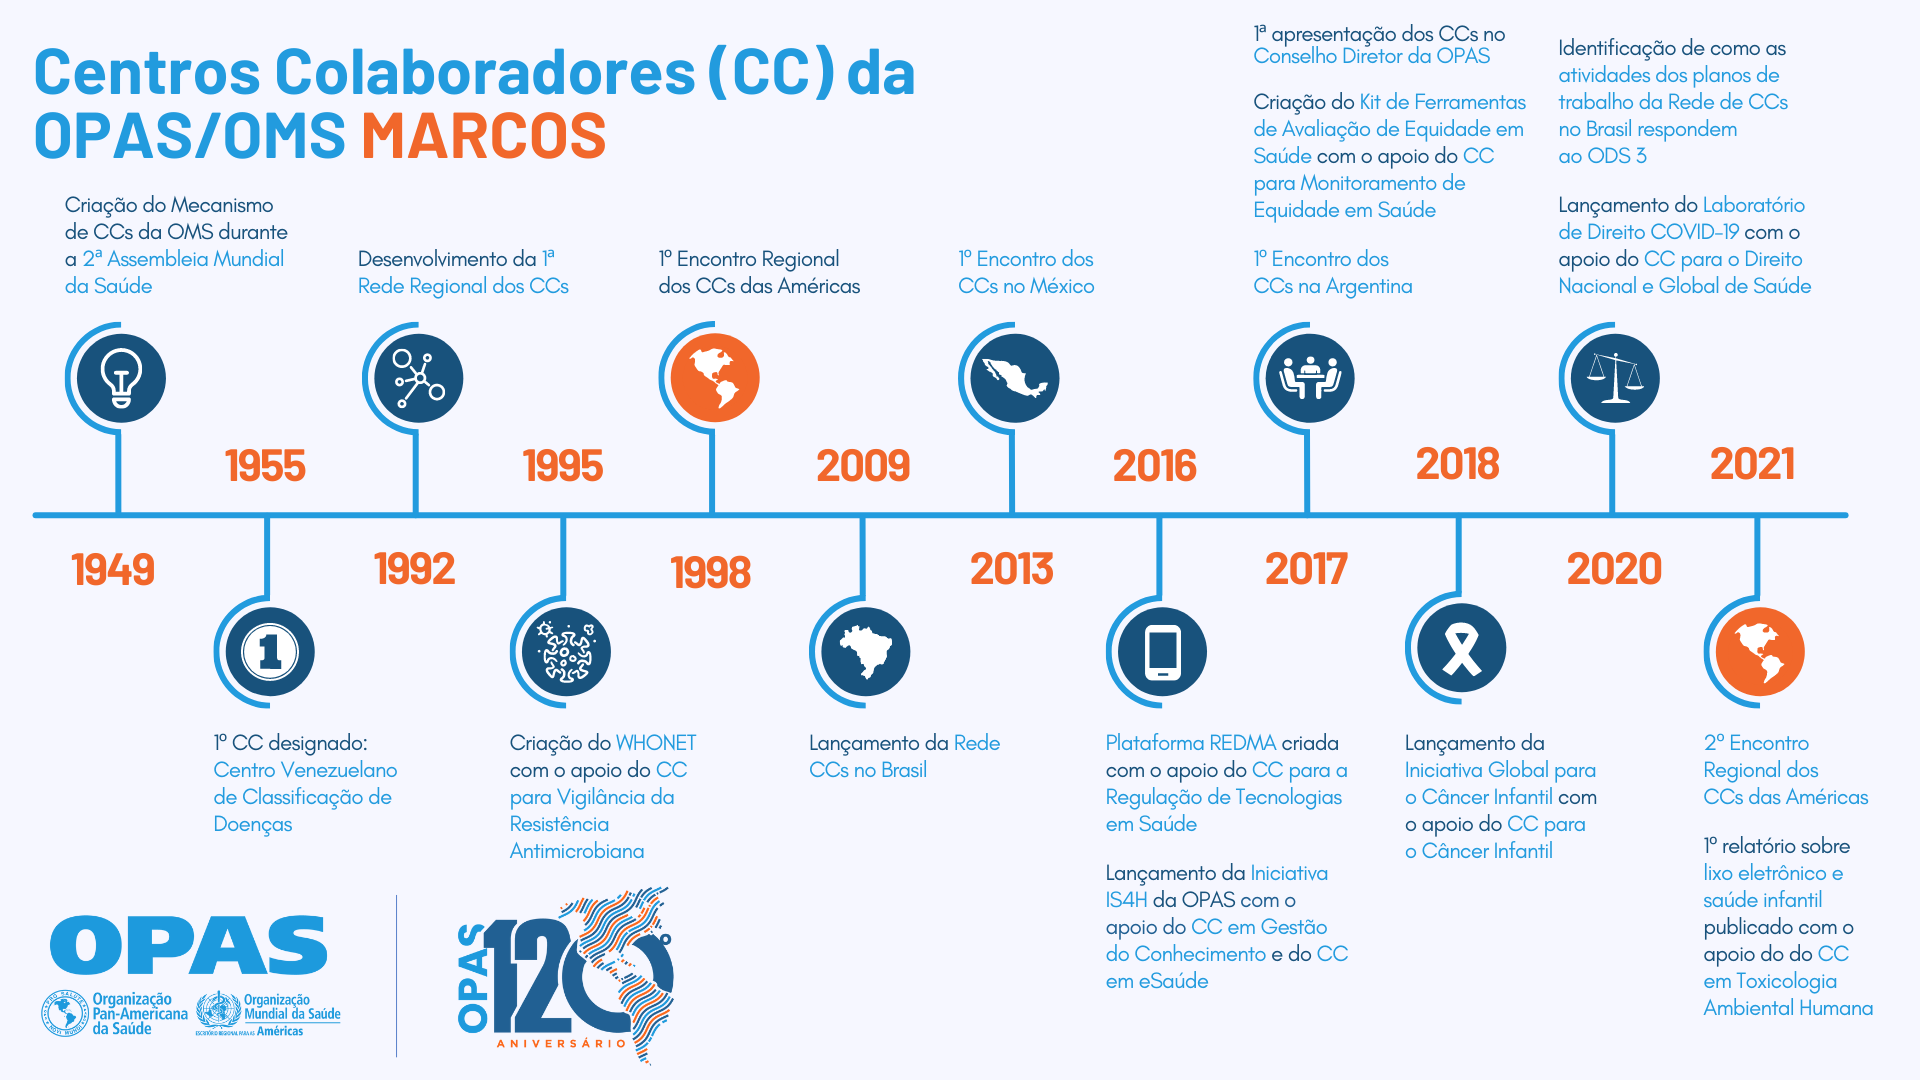 Centros Colaboradores (CC) da
OPAS/OMS MARCOS
Criação do Mecanismo
de CCs da OMS durante
a 2ª Assembleia Mundial
da Saúde
1949
1955
1º CC designado:
Centro Venezuelano
de Classificação de
Doenças
Desenvolvimento da 1ª
Rede Regional dos CCs
1992
1995
Criação do WHONET
com o apoio do CC
para Vigilância da
Resistência
Antimicrobiana
1º Encontro Regional
dos CCs das Américas
1998
2009
Lançamento da Rede
CCs no Brasil
1º Encontro dos
CCs no México
2013
2016
Plataforma REDMA criada
com o apoio do CC para a
Regulação de Tecnologias
em Saúde
Lançamento da Iniciativa
IS4H da OPAS com o
apoio do CC em Gestão
do Conhecimento e do CC
em eSaúde
1ª apresentação dos CCs no
Conselho Diretor da OPAS
Criação do Kit de Ferramentas
de Avaliação de Equidade em
Saúde com o apoio do CC
para Monitoramento de
Equidade em Saúde
1º Encontro dos
CCs na Argentina
2017
2018
Lançamento da
Iniciativa Global para
o Câncer Infantil com
o apoio do CC para
o Câncer Infantil
Identificação de como as
atividades dos planos de
trabalho da Rede de CCs
no Brasil respondem
ao ODS 3
Lançamento do Laboratório
de Direito COVID-19 com o
apoio do CC para o Direito
Nacional e Global de Saúde
2020
2021
2º Encontro
Regional dos
CCs das Américas
1º relatório sobre
lixo eletrônico e
saúde infantil
publicado com o
apoio do do CC
em Toxicologia
Ambiental Humana
1
OPAS
PRO SALUTE
NOVI MUNDI
Organização
Pan-Americana
da Saúde
Organização
Mundial da Saúde
ESCRITÓRIO REGIONAL PARA AS Américas
OPAS
120º
ANIVERSÁRIO